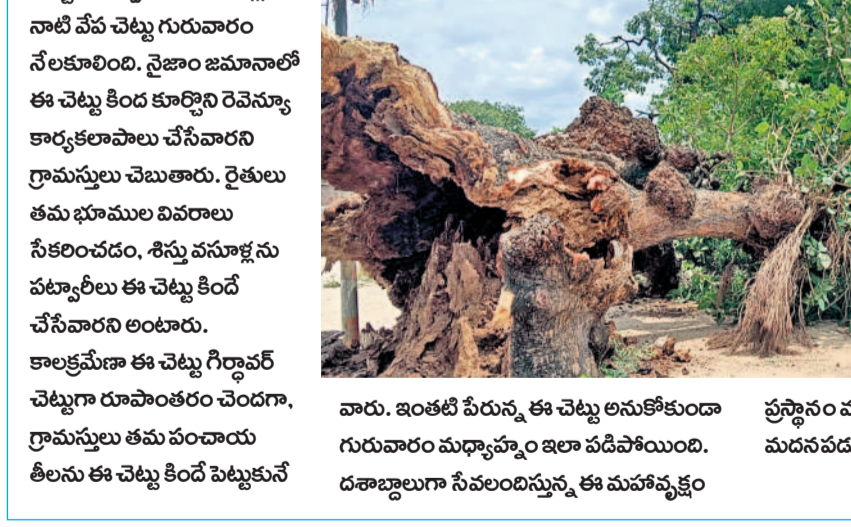 నాటి వేప చెట్టు గురువారం
నేలకూలింది. నైజాం జమానాలో
ఈ చెట్టు కింద కూర్చొని రెవెన్యూ
కార్యకలాపాలు చేసేవారని
గ్రామస్తులు చెబుతారు. రైతులు
తమ భూముల వివరాలు
సేకరించడం, శిస్తు వసూళ్లను
పట్వారీలు ఈ చెట్టు కిందే
చేసేవారని అంటారు.
కాలక్రమేణా ఈ చెట్టు గిర్ధావర్
చెట్టుగా రూపాంతరం చెందగా,
గ్రామస్తులు తమ పంచాయ
తీలను ఈ చెట్టు కిందే పెట్టుకునే
వారు. ఇంతటి పేరున్న ఈ చెట్టు అనుకోకుండా
గురువారం మధ్యాహ్నం ఇలా పడిపోయింది.
దశాబ్దాలుగా సేవలందిస్తున్న ఈ మహావృక్షం
ప్రస్థానం
మదనపడ